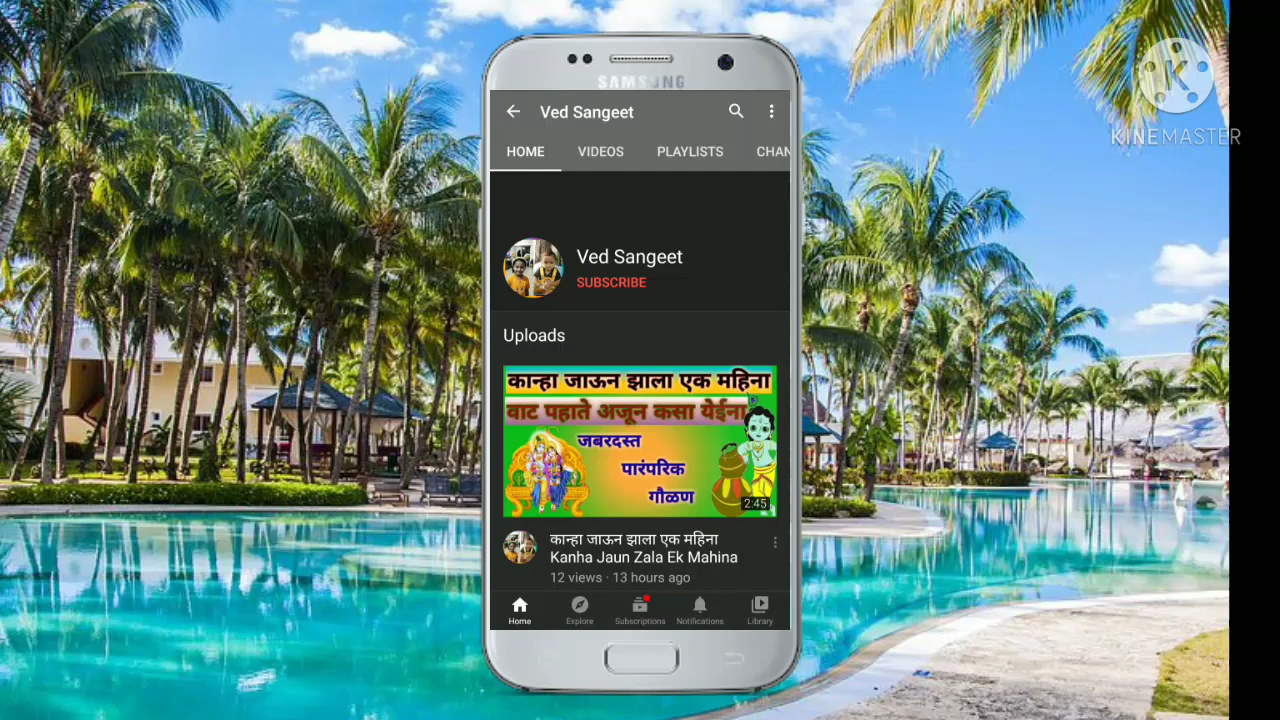 SAMSUNG
Ved Sangeet
HOME VIDEOS PLAYLISTS CHAN
Ved Sangeet
SUBSCRIBE
Uploads
कान्हा जाऊन झाला एक महिना
वाट पहाते अजून कसा येईना
जबरदस्त
पारंपरिक
गौळण
2:45
कान्हा जाऊन झाला एक महिना
Kanha Jaun Zala Ek Mahina
12 views · 13 hours ago
Home Explore Subscriptions Notifications Library
K
KINEMASTER